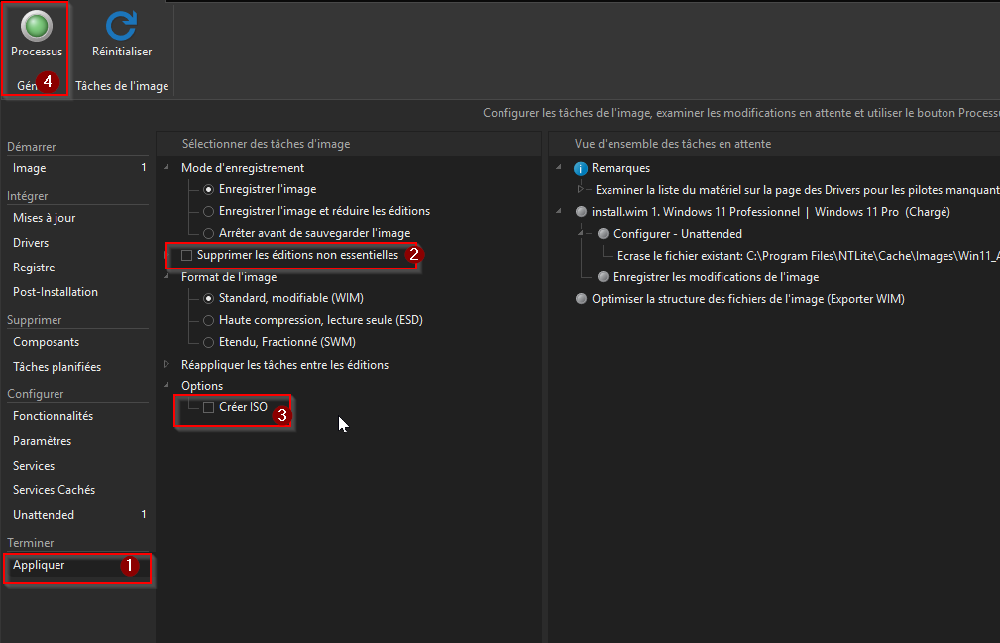 Processus
Réinitialiser
Gén
4
Tâches de l'image
Configurer les tâches de l'image, examiner les modifications en attente et utiliser le bouton Processu
Démarrer
Image 1
Intégrer
Mises à jour
Drivers
Registre
Post-Installation
Supprimer
Composants
Tâches planifiées
Configurer
Fonctionnalités
Paramètres
Services
Services Cachés
Unattended 1
Terminer
Appliquer 1
Sélectionner des tâches d'image
Mode d'enregistrement
Enregistrer l'image
Enregistrer l'image et réduire les éditions
Arrêter avant de sauvegarder l'image
Supprimer les éditions non essentielles 2
Format de l'image
Standard, modifiable (WIM)
Haute compression, lecture seule (ESD)
Etendu, Fractionné (SWM)
Réappliquer les tâches entre les éditions
Options
Créer ISO 3
Vue d'ensemble des tâches en attente
Remarques
Examiner la liste du matériel sur la page des Drivers pour les pilotes manquant
install.wim 1. Windows 11 Professionnel | Windows 11 Pro (Chargé)
Configurer - Unattended
Ecrase le fichier existant: C:\Program Files\NTLite\Cache\Images\Win11_A
Enregistrer les modifications de l'image
Optimiser la structure des fichiers de l'image (Exporter WIM)